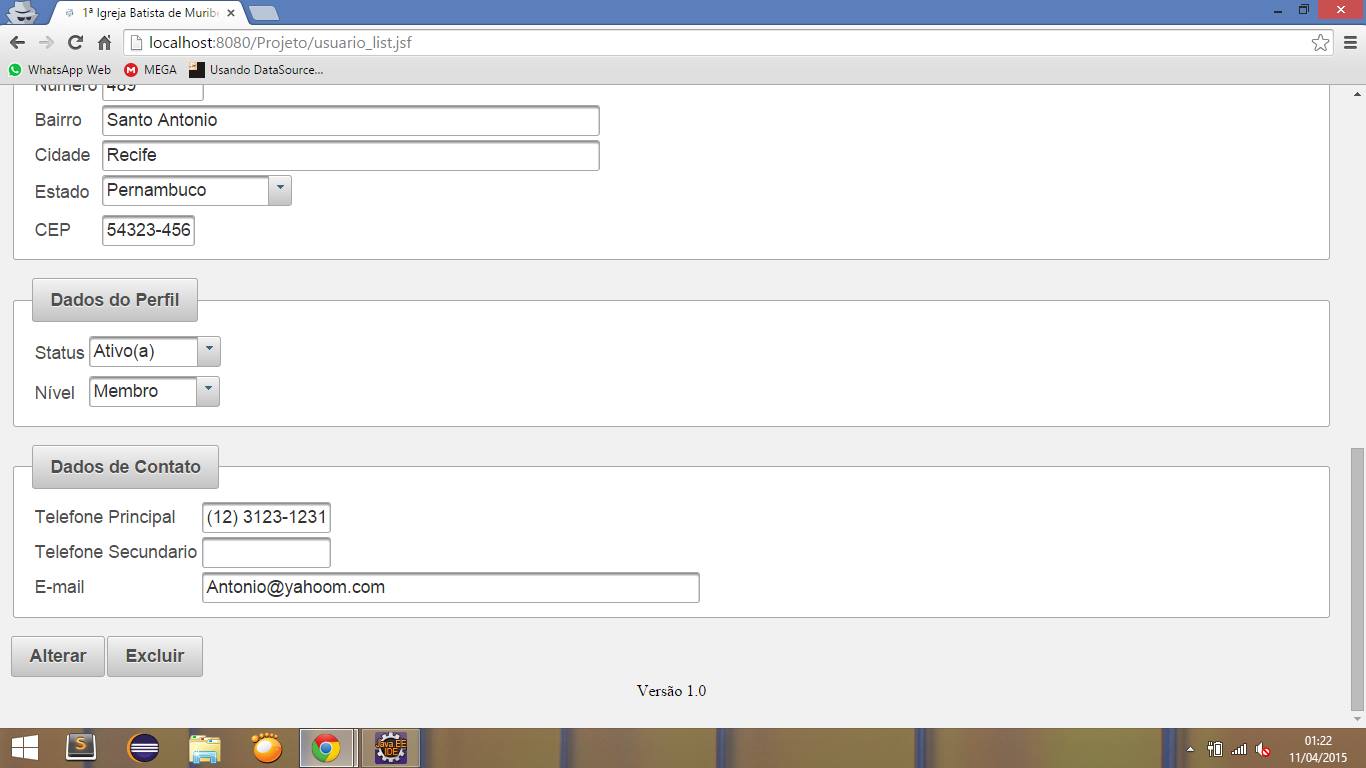 1ª Igreja Batista de Muribe
localhost:8080/Projeto/usuario_list.jsf
WhatsApp Web
MEGA
Usando DataSource...
Numero 489
Bairro Santo Antonio
Cidade Recife
Estado Pernambuco
CEP 54323-456
Dados do Perfil
Status Ativo(a)
Nível Membro
Dados de Contato
Telefone Principal (12) 3123-1231
Telefone Secundario
E-mail Antonio@yahoom.com
Alterar Excluir
Versão 1.0
Java EE
IDE
01:22
11/04/2015